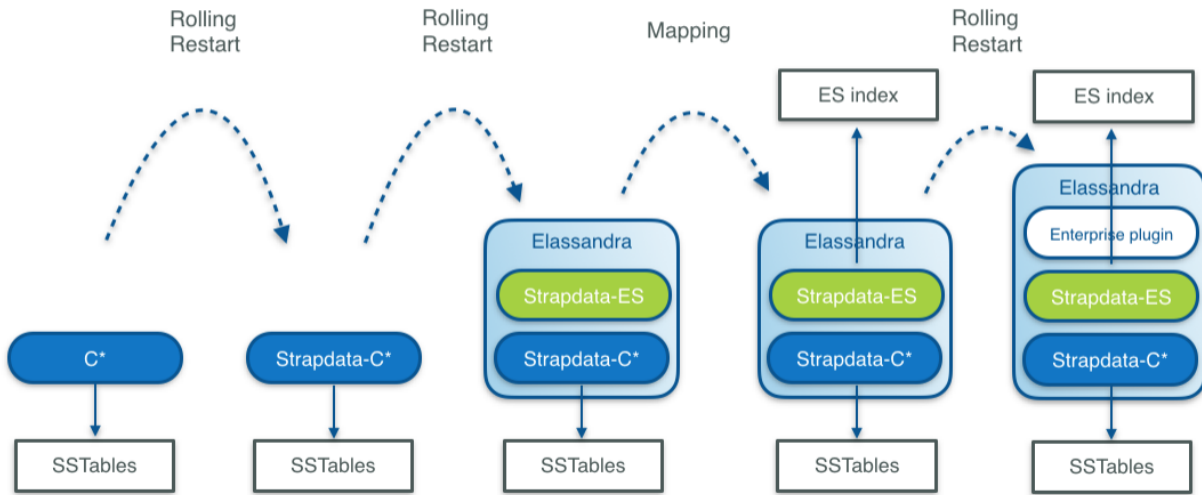 Rolling
Restart
Rolling
Restart
Mapping
Rolling
Restart
ES index
ES index
Elassandra
Enterprise plugin
Elassandra
Elassandra
Strapdata-ES
Strapdata-ES
Strapdata-ES
C*
Strapdata-C*
Strapdata-C*
Strapdata-C*
Strapdata-C*
SSTables
SSTables
SSTables
SSTables
SSTables